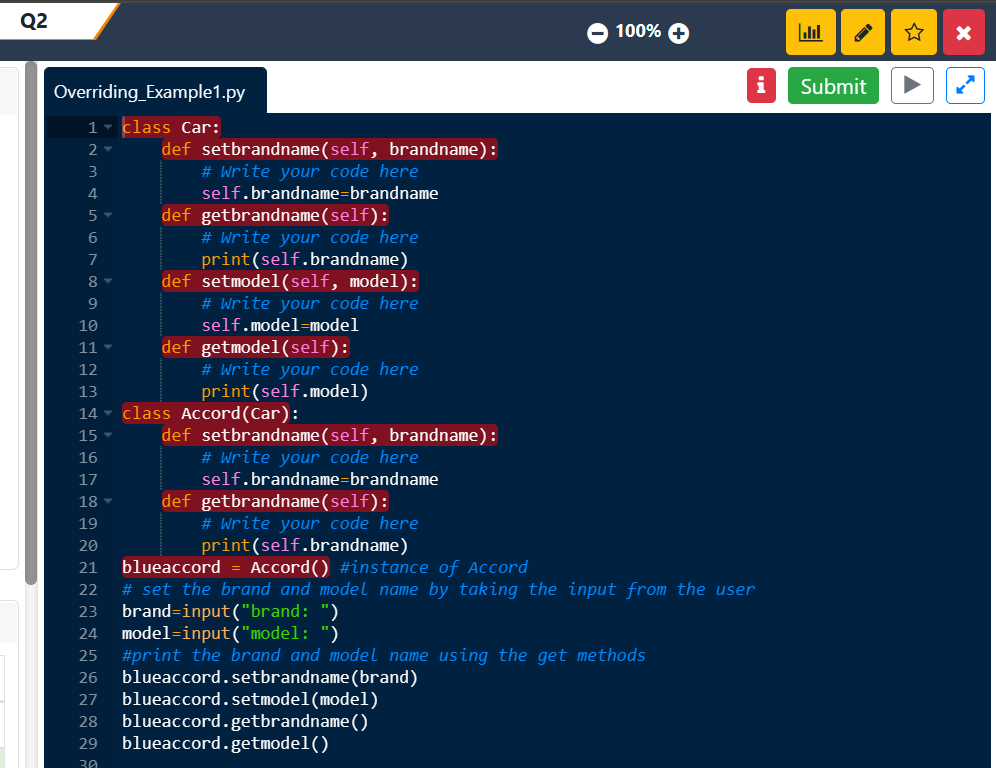 Q2
100%
Overriding_Example1.py
Submit
1 class Car:
2     def setbrandname(self, brandname):
3         # Write your code here
4         self.brandname=brandname
5     def getbrandname(self):
6         # Write your code here
7         print(self.brandname)
8     def setmodel(self, model):
9         # Write your code here
10         self.model=model
11     def getmodel(self):
12         # Write your code here
13         print(self.model)
14 class Accord(Car):
15     def setbrandname(self, brandname):
16         # Write your code here
17         self.brandname=brandname
18     def getbrandname(self):
19         # Write your code here
20         print(self.brandname)
21 blueaccord = Accord() #instance of Accord
22 # set the brand and model name by taking the input from the user
23 brand=input("brand: ")
24 model=input("model: ")
25 #print the brand and model name using the get methods
26 blueaccord.setbrandname(brand)
27 blueaccord.setmodel(model)
28 blueaccord.getbrandname()
29 blueaccord.getmodel()
30